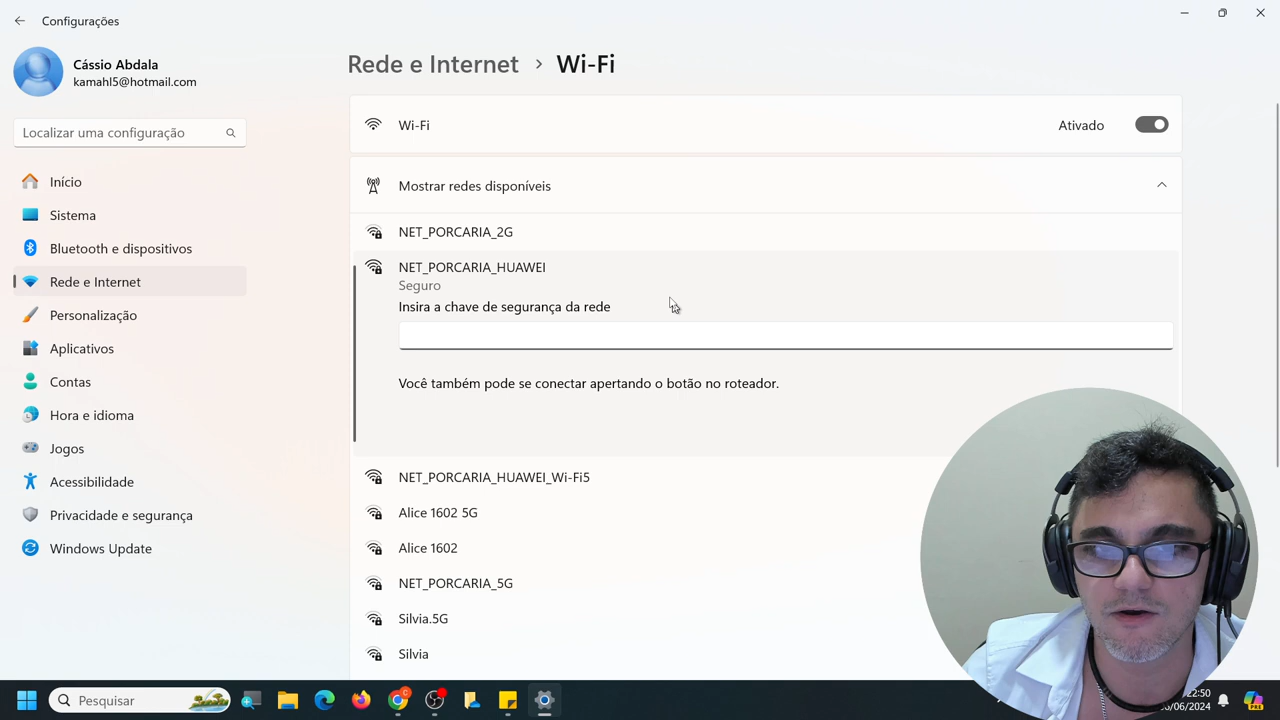 Configurações
Cássio Abdala
kamahl5@hotmail.com
Localizar uma configuração
Início
Sistema
Bluetooth e dispositivos
Rede e Internet
Personalização
Aplicativos
Contas
Hora e idioma
Jogos
Acessibilidade
Privacidade e segurança
Windows Update
Rede e Internet > Wi-Fi
Wi-Fi
Ativado
Mostrar redes disponíveis
NET_PORCARIA_2G
NET_PORCARIA_HUAWEI
Seguro
Insira a chave de segurança da rede
Você também pode se conectar apertando o botão no roteador.
NET_PORCARIA_HUAWEI_Wi-Fi5
Alice 1602 5G
Alice 1602
NET_PORCARIA_5G
Silvia.5G
Silvia
Pesquisar
22:50
/06/2024